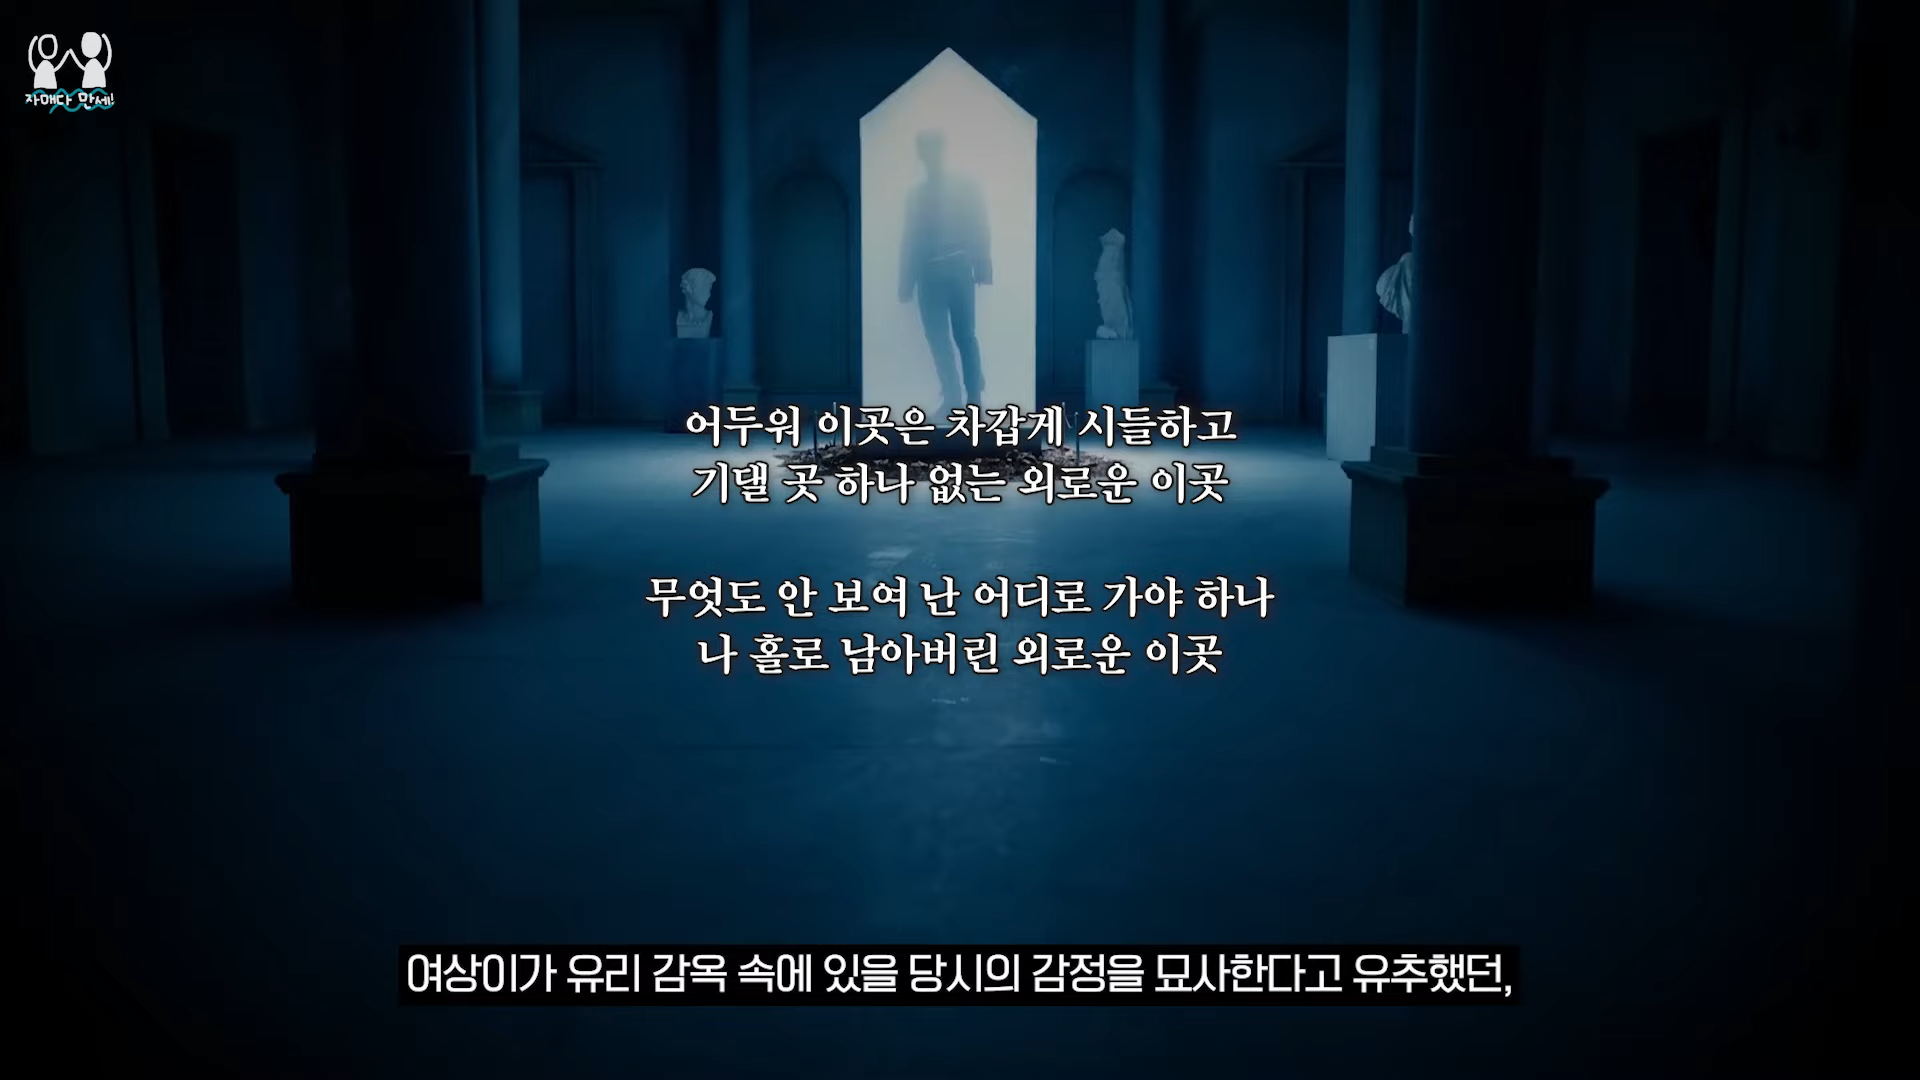 자매다 만세!
어두워 이곳은 차갑게 시들하고
기댈 곳 하나 없는 외로운 이곳
무엇도 안 보여 난 어디로 가야 하나
나 홀로 남아버린 외로운 이곳
여상이가 유리 감옥 속에 있을 당시의 감정을 묘사한다고 유추했던,